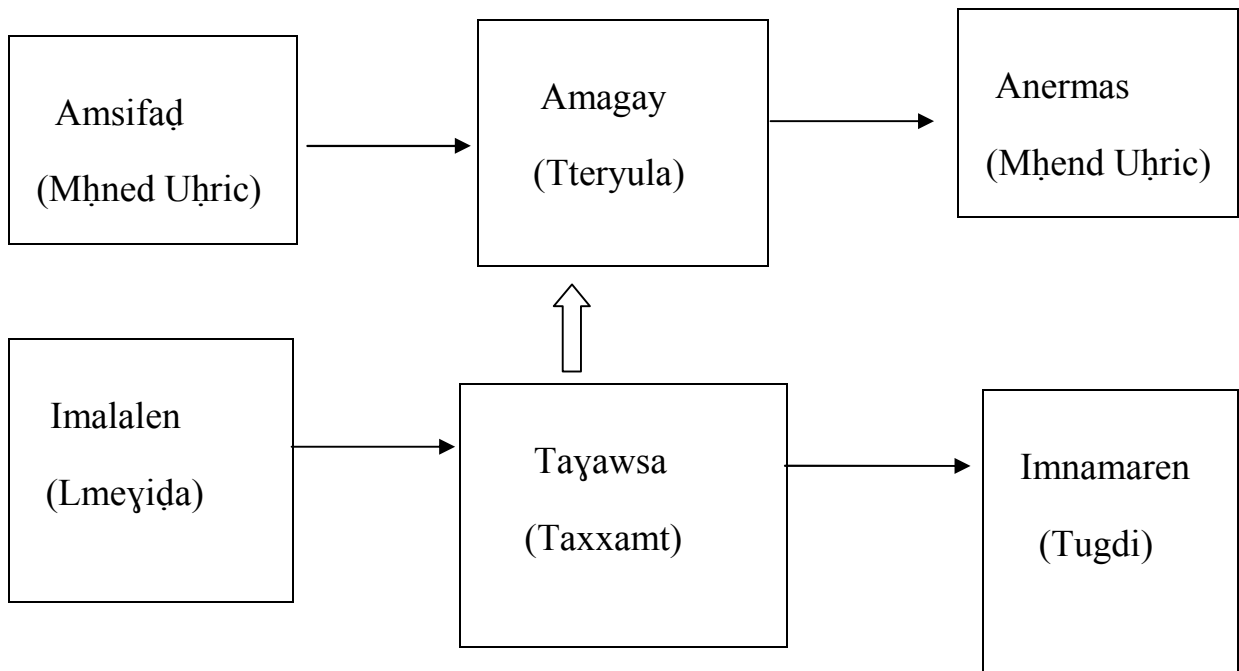 Amsifaḍ
(Mḥned Uḥric)
Amagay
(Tteryula)
Anermas
(Mḥend Uḥric)
Imalalen
(Lmeɣiḍa)
Taɣawsa
(Taxxamt)
Imnamaren
(Tugdi)